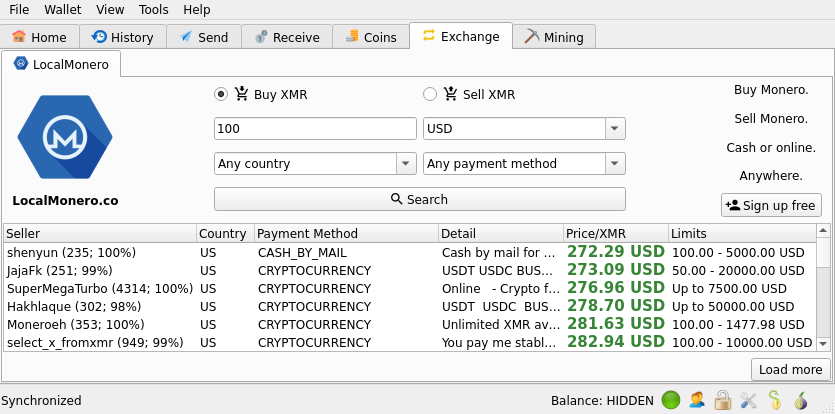 File Wallet View Tools Help
Home History Send Receive Coins Exchange Mining
LocalMonero
Buy XMR Sell XMR
100 USD
Any country Any payment method
Search
LocalMonero.co
Buy Monero.
Sell Monero.
Cash or online.
Anywhere.
Sign up free
Seller Country Payment Method Detail Price/XMR Limits
shenyun (235; 100%) US CASH_BY_MAIL Cash by mail for ... 272.29 USD 100.00 - 5000.00 USD
JajaFk (251; 99%) US CRYPTOCURRENCY USDT USDC BUS... 273.09 USD 50.00 - 20000.00 USD
SuperMegaTurbo (4314; 100%) US CRYPTOCURRENCY Online - Crypto f... 276.96 USD Up to 7500.00 USD
Hakhlaque (302; 98%) US CRYPTOCURRENCY USDT USDC BUS... 278.70 USD Up to 50000.00 USD
Moneroeh (353; 100%) US CRYPTOCURRENCY Unlimited XMR av... 281.63 USD 100.00 - 1477.98 USD
select_x_fromxmr (949; 99%) US CRYPTOCURRENCY You pay me stabl... 282.94 USD 100.00 - 10000.00 USD
Load more
Synchronized Balance: HIDDEN